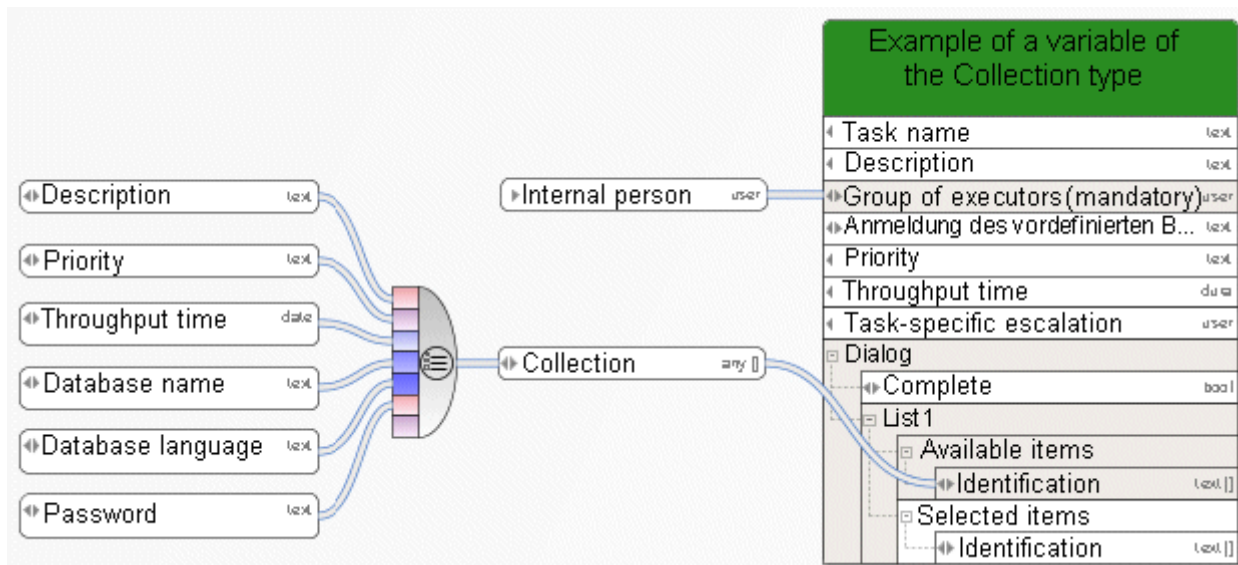 Example of a variable of
the Collection type
Task name text
Description text
Description text
Internal person user
Group of executors(mandatory) user
Anmeldung des vordefinierten B... text
Priority text
Priority text
Throughput time date
Throughput time
Task-specific escalation user
Dialog
Collection any []
Database name text
Complete bool
List1
Database language text
Available items
Identification text []
Password text
Selected items
Identification text []